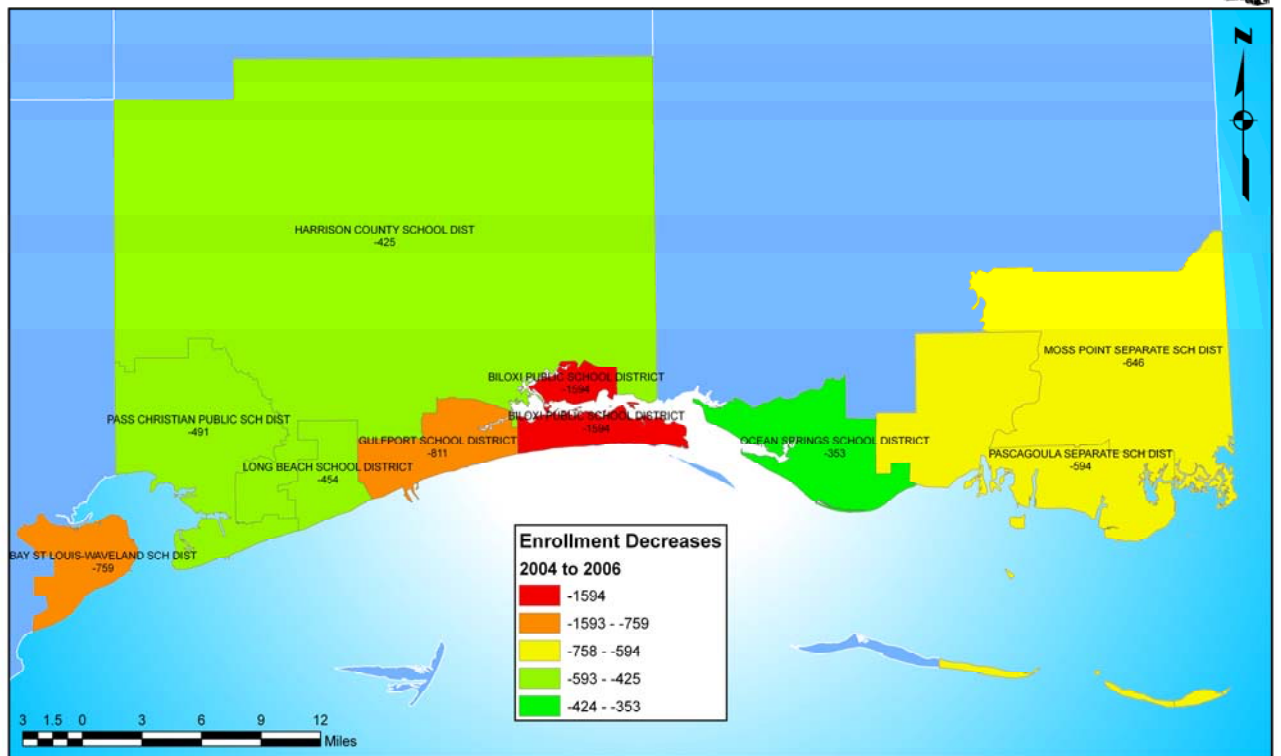 N
HARRISON COUNTY SCHOOL DIST
-425
BILOXI PUBLIC SCHOOL DISTRICT
-1594
MOSS POINT SEPARATE SCH DIST
-646
PASS CHRISTIAN PUBLIC SCH DIST
-491
BILOXI PUBLIC SCHOOL DISTRICT
-1594
GULFPORT SCHOOL DISTRICT
-811
OCEAN SPRINGS SCHOOL DISTRICT
-353
PASCAGOULA SEPARATE SCH DIST
-594
LONG BEACH SCHOOL DISTRICT
-454
BAY ST LOUIS-WAVELAND SCH DIST
-759
Enrollment Decreases
2004 to 2006
-1594
-1593 - -759
-758 - -594
-593 - -425
-424 - -353
3 1.5 0 3 6 9 12
Miles